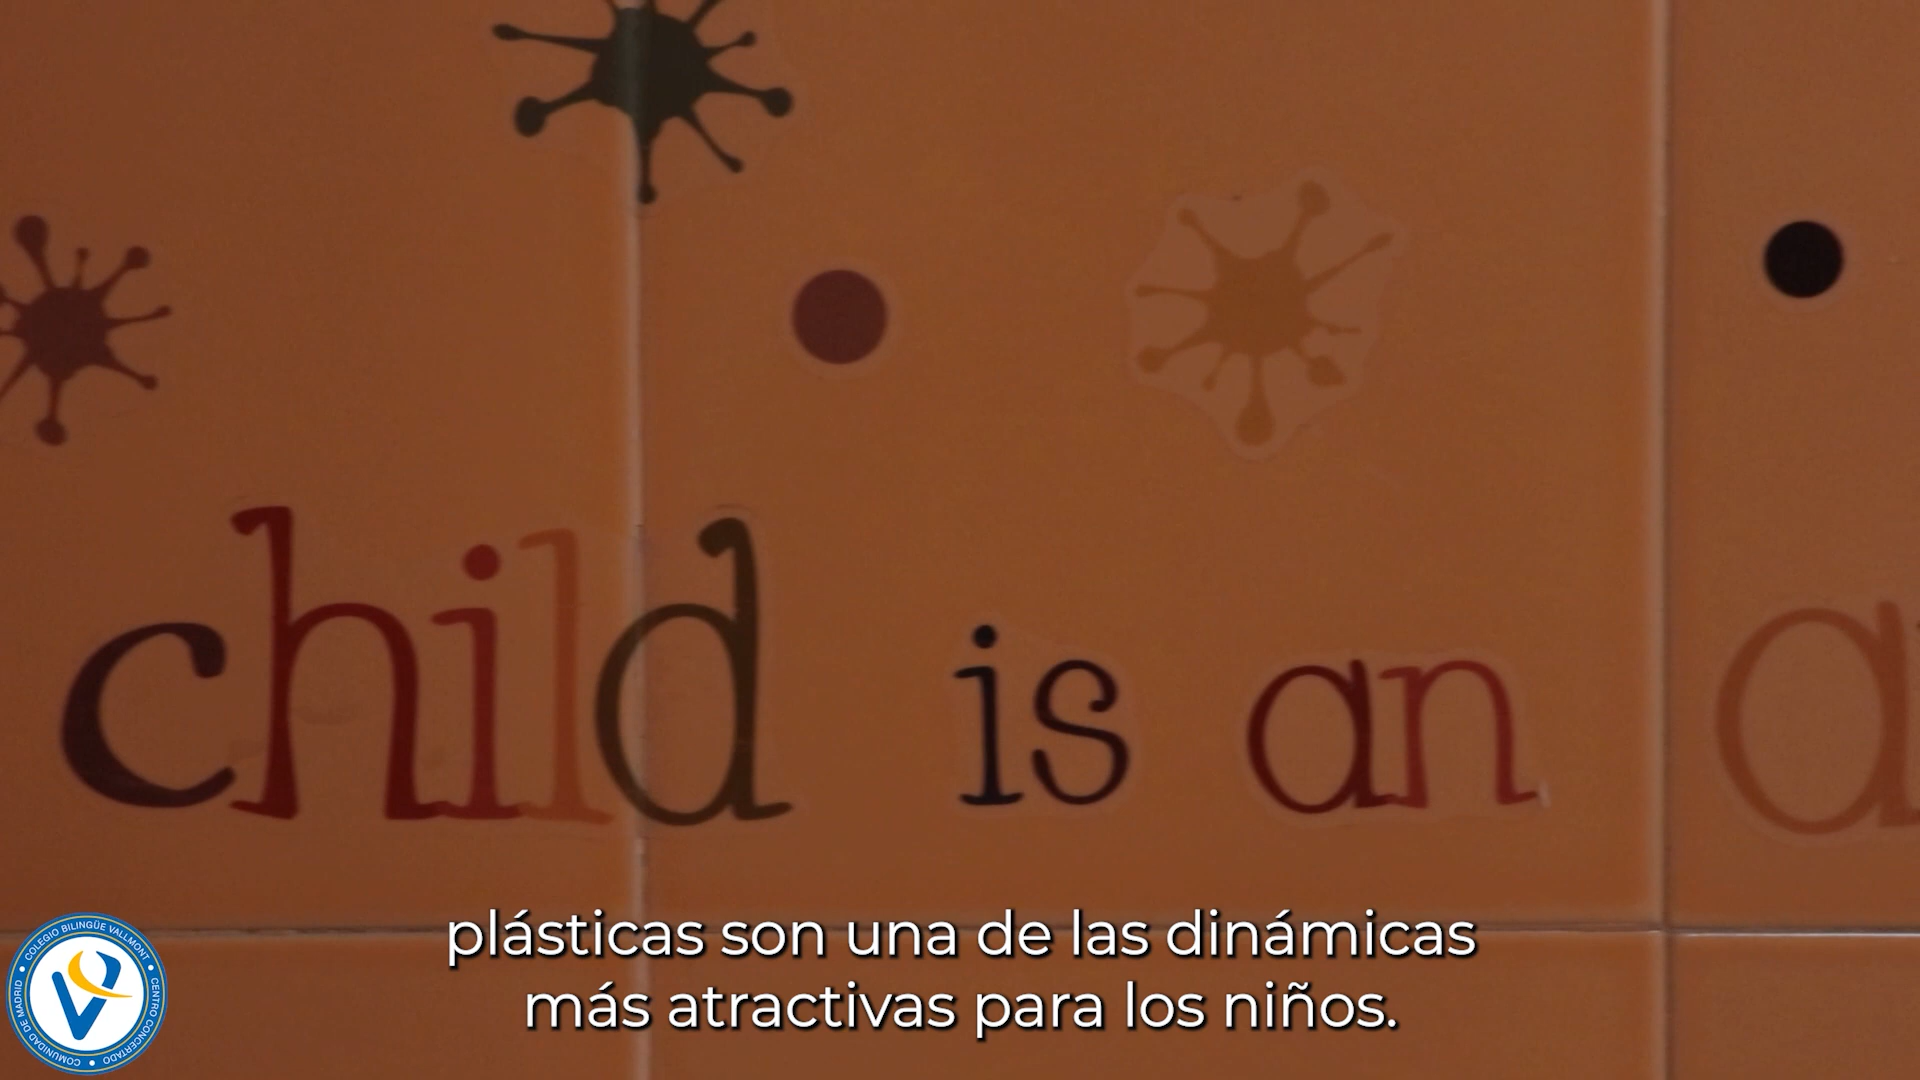 child is an a
plásticas son una de las dinámicas
más atractivas para los niños.
COLEGIO BILINGÜE VALLMONT • CENTRO CONCERTADO • COMUNIDAD DE MADRID •
V